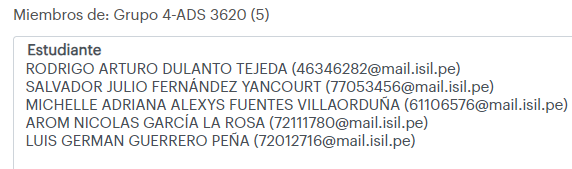 Miembros de: Grupo 4-ADS 3620 (5)
Estudiante
RODRIGO ARTURO DULANTO TEJEDA (46346282@mail.isil.pe)
SALVADOR JULIO FERNÁNDEZ YANCOURT (77053456@mail.isil.pe)
MICHELLE ADRIANA ALEXYS FUENTES VILLAORDUÑA (61106576@mail.isil.pe)
AROM NICOLAS GARCÍA LA ROSA (72111780@mail.isil.pe)
LUIS GERMAN GUERRERO PEÑA (72012716@mail.isil.pe)